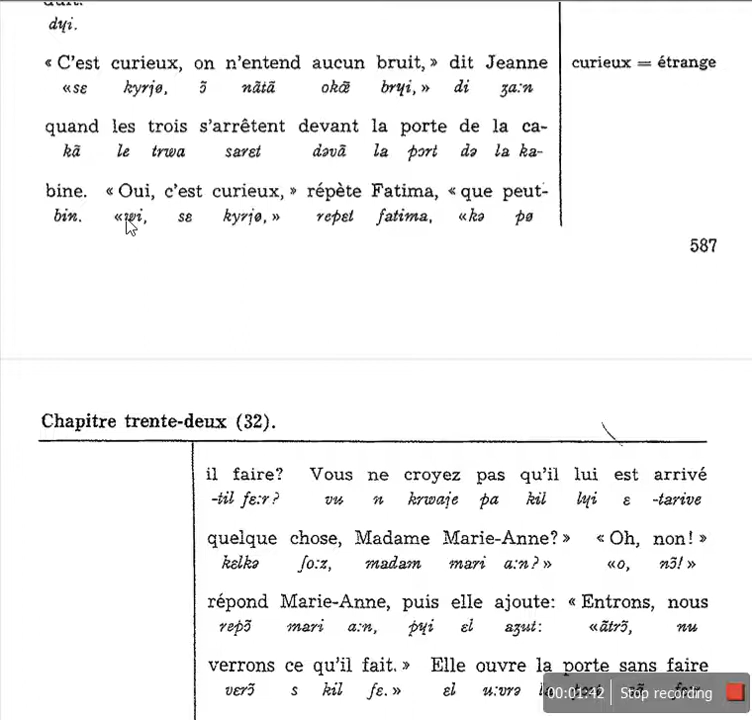 dɥi.
« C'est curieux, on n'entend aucun bruit, » dit Jeanne
curieux = étrange
«sɛ kyrjø, ɔ̃ nɑ̃tɑ̃ okœ̃ brɥi, » di ʒa:n
quand les trois s'arrêtent devant la porte de la ca-
kɑ̃ le trwa sarɛt dəvɑ̃ la pɔrt də la ka-
bine. « Oui, c'est curieux, » répète Fatima, « que peut-
bin. «wi, sɛ kyrjø, » repɛt fatima, «kə pø
587
Chapitre trente-deux (32).
il faire? Vous ne croyez pas qu'il lui est arrivé
-til fɛ:r? vu n krwaje pa kil lɥi ɛ -tarive
quelque chose, Madame Marie-Anne? » « Oh, non! »
kɛlkə ʃo:z, madam mari a:n? » «o, nɔ̃! »
répond Marie-Anne, puis elle ajoute: « Entrons, nous
repɔ̃ mari a:n, pɥi ɛl aʒut: «ɑ̃trɔ̃, nu
verrons ce qu'il fait. » Elle ouvre la porte sans faire
verɔ̃ s kil fɛ. » ɛl u:vrə
00:01:42 Stop recording